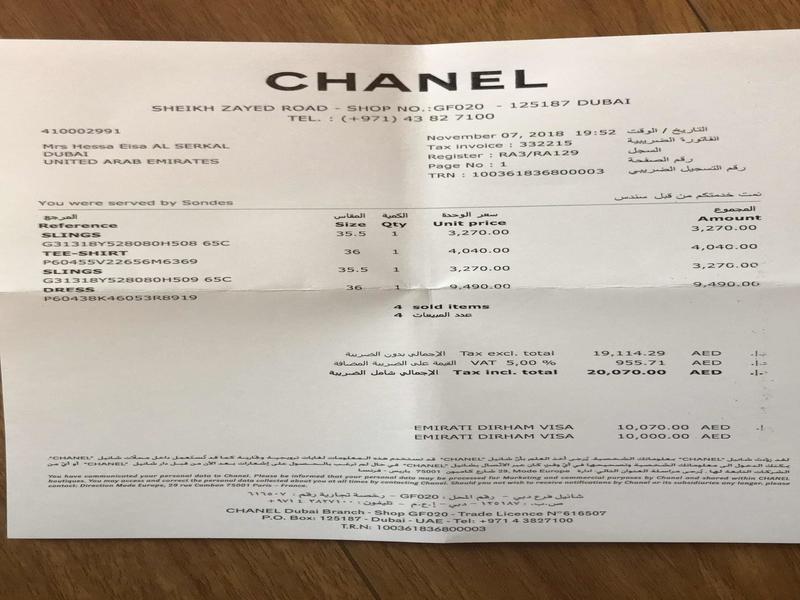 CHANEL
SHEIKH ZAYED ROAD - SHOP NO.:GF020 - 125187 DUBAI
TEL. : (+971) 43 82 7100
410002991
November 07, 2018 19:52 التاريخ / الوقت
Tax invoice : 332215 الفاتورة الضريبية
Mrs Hessa Eisa AL SERKAL
Register : RA3/RA129 السجل
DUBAI
Page No : 1 رقم الصفحة
UNITED ARAB EMIRATES
TRN : 100361836800003 رقم التسجيل الضريبي
You were served by Sondes تمت خدمتكم من قبل سندس
المرجع المقاس الكمية سعر الوحدة المجموع
Reference Size Qty Unit price Amount
SLINGS 35.5 1 3,270.00 3,270.00
G31318Y528080H508 65C
TEE-SHIRT 36 1 4,040.00 4,040.00
P60455V22656M6369
SLINGS 35.5 1 3,270.00 3,270.00
G31318Y528080H509 65C
DRESS 36 1 9,490.00 9,490.00
P60438K46053R8919
4 sold items
4 عدد المبيعات
الإجمالي بدون الضريبة Tax excl. total 19,114.29 AED
القيمة على الضريبة المضافة VAT 5,00 % 955.71 AED
الإجمالي شامل الضريبة Tax incl. total 20,070.00 AED
EMIRATI DIRHAM VISA 10,070.00 AED
EMIRATI DIRHAM VISA 10,000.00 AED
You have communicated your personal data to Chanel. Please be informed that your personal data may be processed for Marketing and commercial purposes by Chanel and shared within CHANEL
boutiques. You may access and correct the personal data collected about you at all times by contacting Chanel. Should you not wish to receive notifications by Chanel or its subsidiaries any longer, please
contact: Direction Mode Europe, 29 rue Cambon 75001 Paris - France.
شانيل فرع دبي - رقم المحل : GF020 - رخصة تجارية رقم : ٦١٦٥٠٧
ص.ب. : ١٢٥١٨٧ - دبي - إ.ع.م - تليفون : ٣٨٢٧١٠٠ ٤ ٩٧١+
CHANEL Dubai Branch - Shop GF020 - Trade Licence N°616507
P.O. Box: 125187 - Dubai - UAE - Tel: +971 4 3827100
T.R.N: 100361836800003